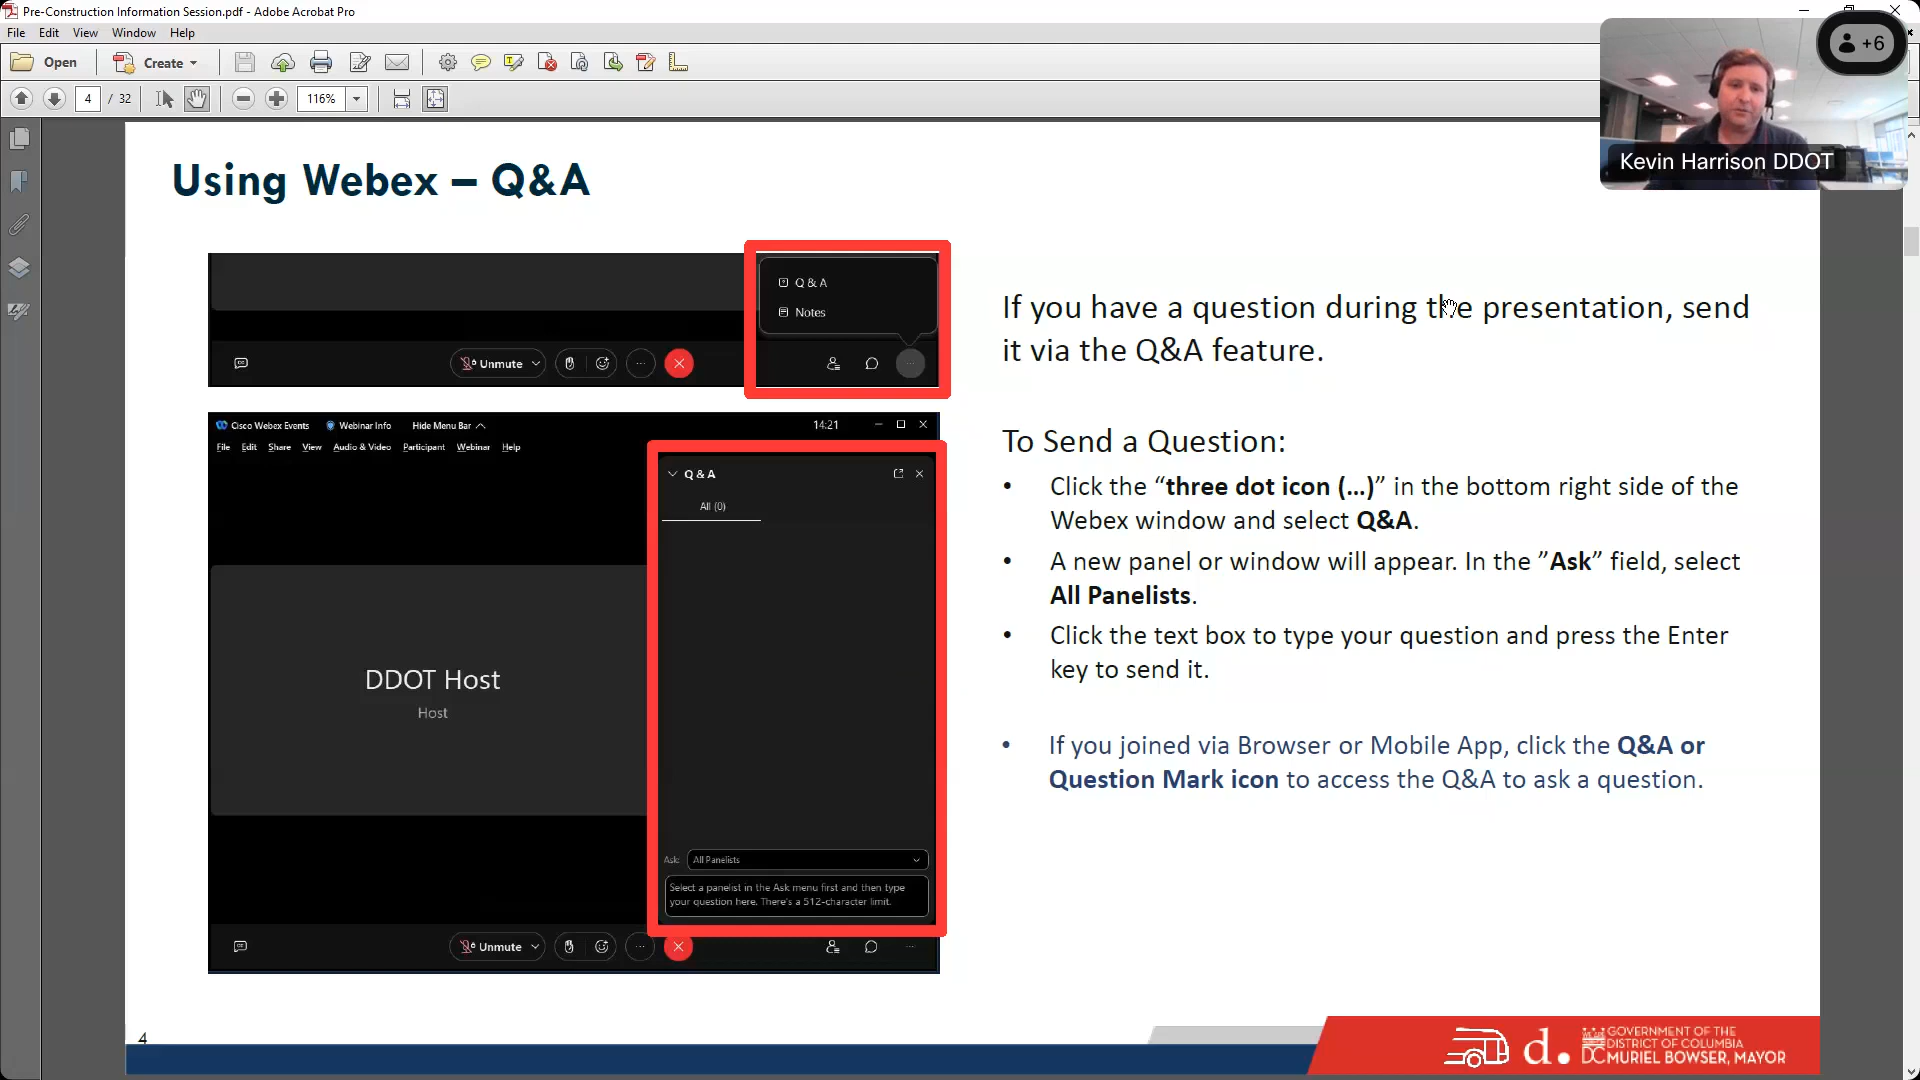 Pre-Construction Information Session.pdf - Adobe Acrobat Pro
File Edit View Window Help
Open Create
4 / 32 116%
+6
Kevin Harrison DDOT
Using Webex – Q&A
Q & A
Notes
Unmute
Cisco Webex Events Webinar Info Hide Menu Bar 14:21
File Edit Share View Audio & Video Participant Webinar Help
Q & A
All (0)
DDOT Host
Host
Ask: All Panelists
Select a panelist in the Ask menu first and then type
your question here. There's a 512-character limit.
Unmute
If you have a question during the presentation, send
it via the Q&A feature.
To Send a Question:
• Click the “three dot icon (…)” in the bottom right side of the
Webex window and select Q&A.
• A new panel or window will appear. In the ”Ask” field, select
All Panelists.
• Click the text box to type your question and press the Enter
key to send it.
• If you joined via Browser or Mobile App, click the Q&A or
Question Mark icon to access the Q&A to ask a question.
4
d.
WE ARE
DC
GOVERNMENT OF THE
DISTRICT OF COLUMBIA
MURIEL BOWSER, MAYOR